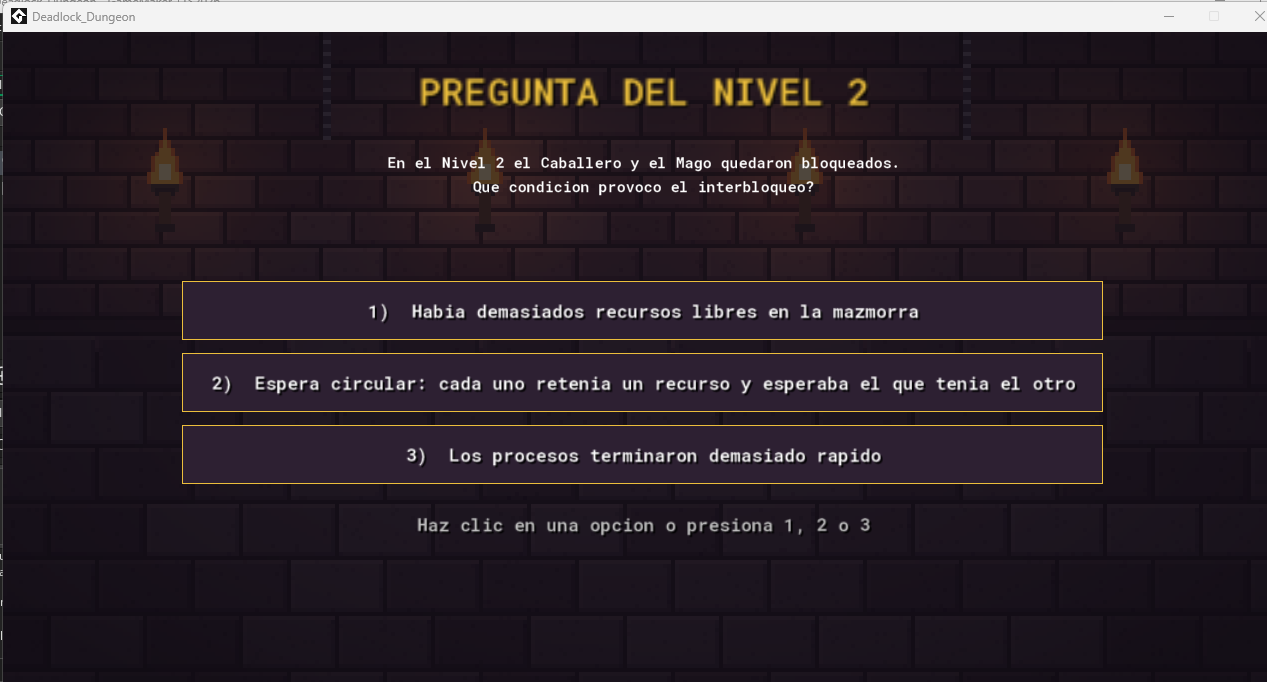 Deadlock_Dungeon
PREGUNTA DEL NIVEL 2
En el Nivel 2 el Caballero y el Mago quedaron bloqueados.
Que condicion provoco el interbloqueo?
1) Habia demasiados recursos libres en la mazmorra
2) Espera circular: cada uno retenia un recurso y esperaba el que tenia el otro
3) Los procesos terminaron demasiado rapido
Haz clic en una opcion o presiona 1, 2 o 3